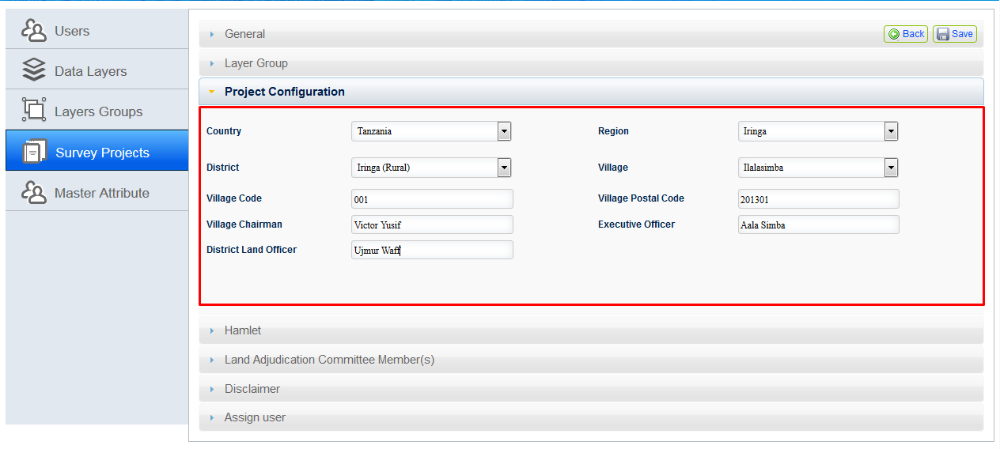 Users
Data Layers
Layers Groups
Survey Projects
Master Attribute
General
Back Save
Layer Group
Project Configuration
Country Tanzania Region Iringa
District Iringa (Rural) Village Ilalasimba
Village Code 001 Village Postal Code 201301
Village Chairman Victor Yusif Executive Officer Aala Simba
District Land Officer Ujmur Waff
Hamlet
Land Adjudication Committee Member(s)
Disclaimer
Assign user